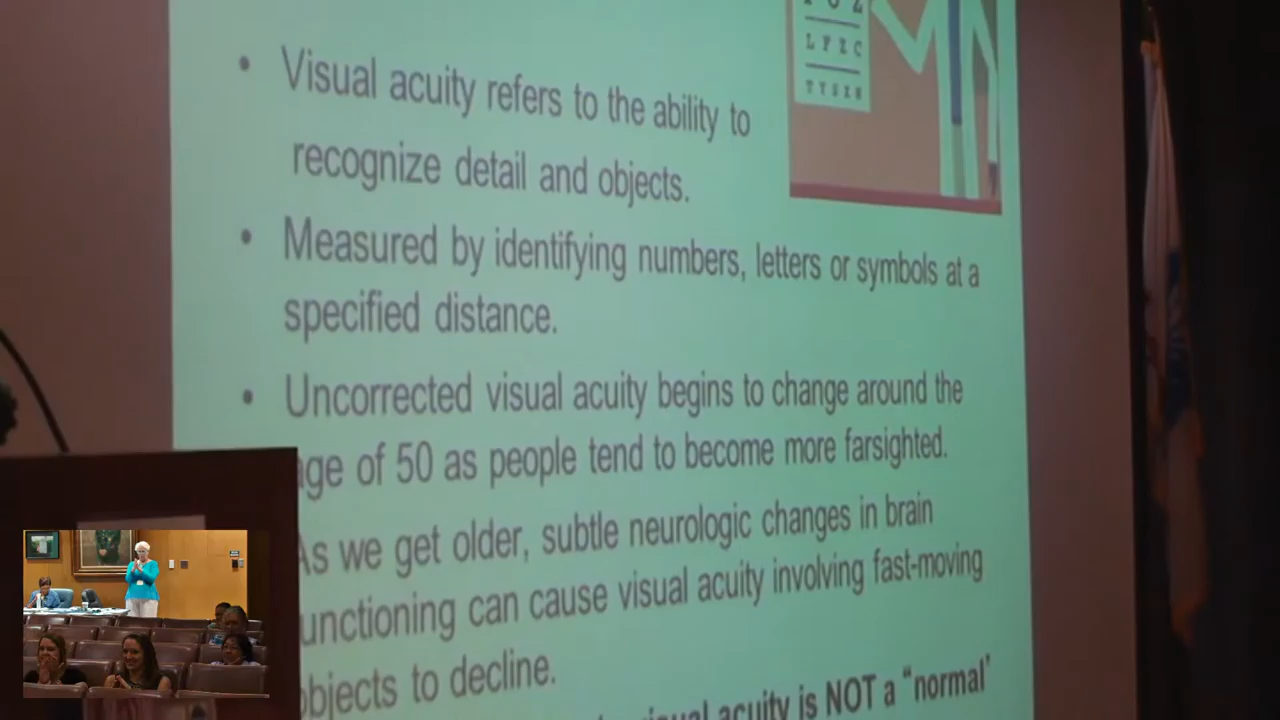 L F Z C
T Y S E N
• Visual acuity refers to the ability to
recognize detail and objects.
• Measured by identifying numbers, letters or symbols at a
specified distance.
• Uncorrected visual acuity begins to change around the
age of 50 as people tend to become more farsighted.
As we get older, subtle neurologic changes in brain
functioning can cause visual acuity involving fast-moving
objects to decline.
visual acuity is NOT a "normal"